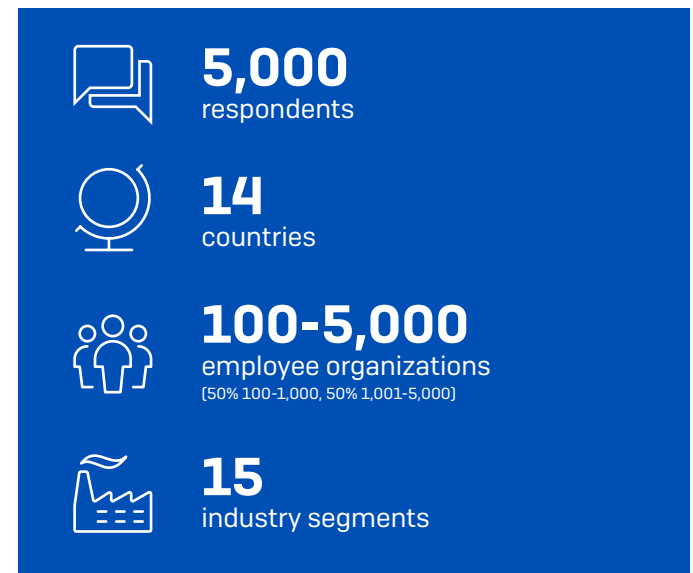 5,000
respondents
14
countries
100-5,000
employee organizations
(50% 100-1,000, 50% 1,001-5,000)
15
industry segments